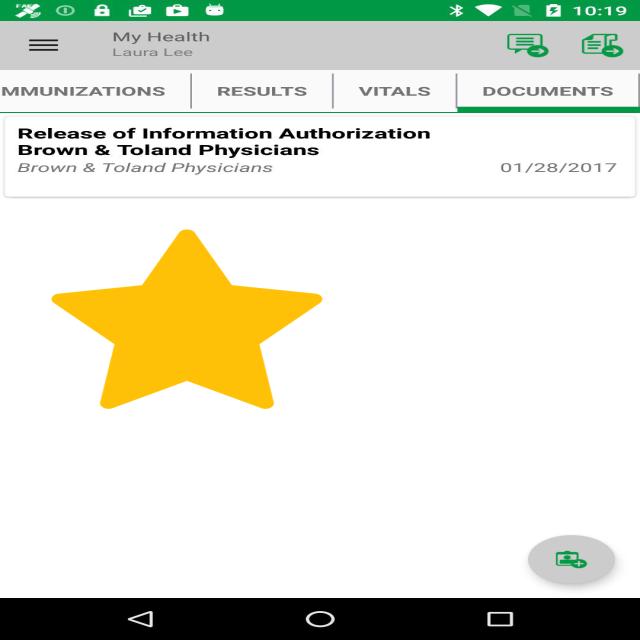 10:19
My Health
Laura Lee
MMUNIZATIONS
RESULTS
VITALS
DOCUMENTS
Release of Information Authorization
Brown & Toland Physicians
Brown & Toland Physicians
01/28/2017